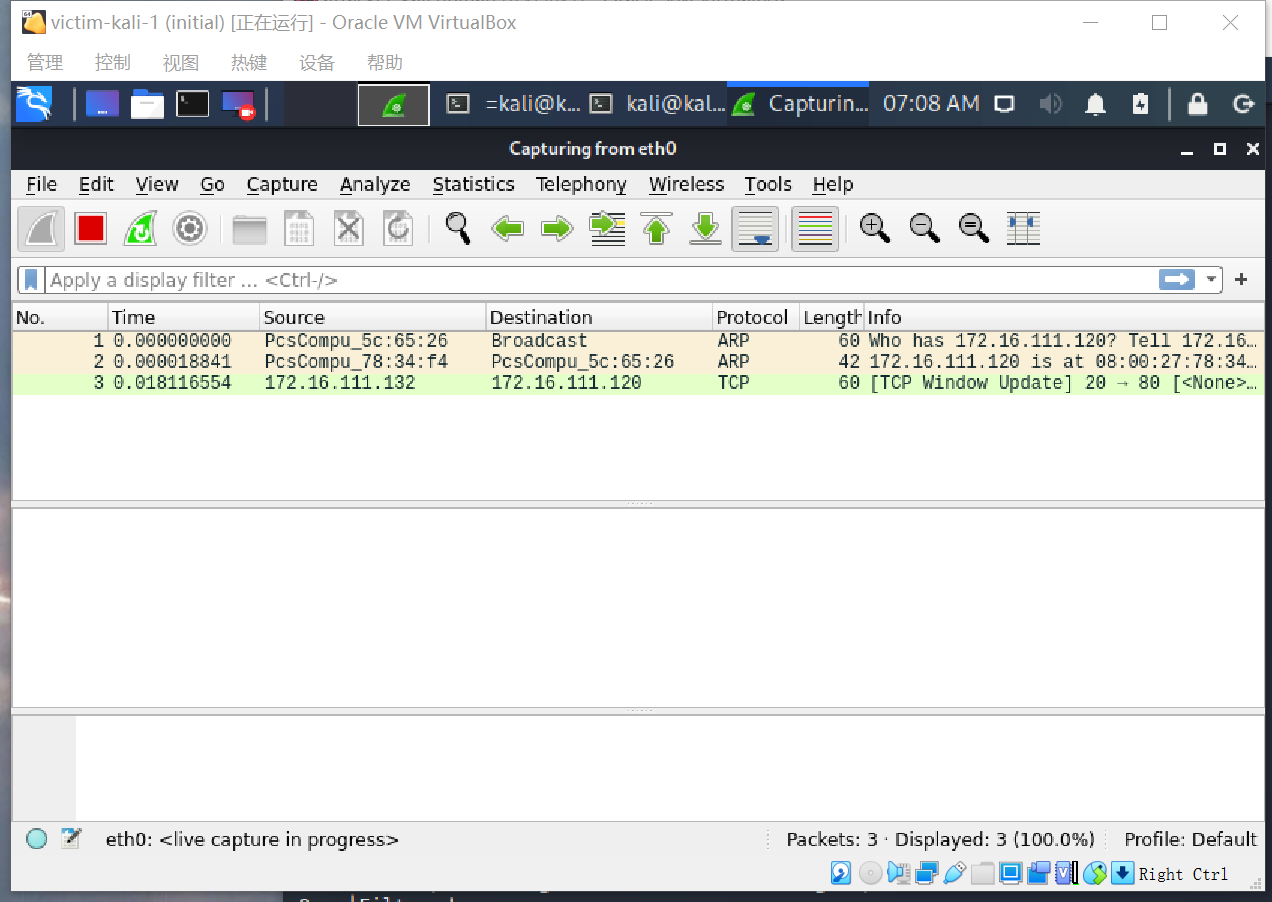 victim-kali-1 (initial) [正在运行] - Oracle VM VirtualBox
管理 控制 视图 热键 设备 帮助
=kali@k... kali@kal... Capturin... 07:08 AM
Capturing from eth0
File Edit View Go Capture Analyze Statistics Telephony Wireless Tools Help
Apply a display filter ... <Ctrl-/>
No. Time Source Destination Protocol Length Info
1 0.000000000 PcsCompu_5c:65:26 Broadcast ARP 60 Who has 172.16.111.120? Tell 172.16...
2 0.000018841 PcsCompu_78:34:f4 PcsCompu_5c:65:26 ARP 42 172.16.111.120 is at 08:00:27:78:34...
3 0.018116554 172.16.111.132 172.16.111.120 TCP 60 [TCP Window Update] 20 → 80 [<None>...
eth0: <live capture in progress> Packets: 3 · Displayed: 3 (100.0%) Profile: Default
Right Ctrl